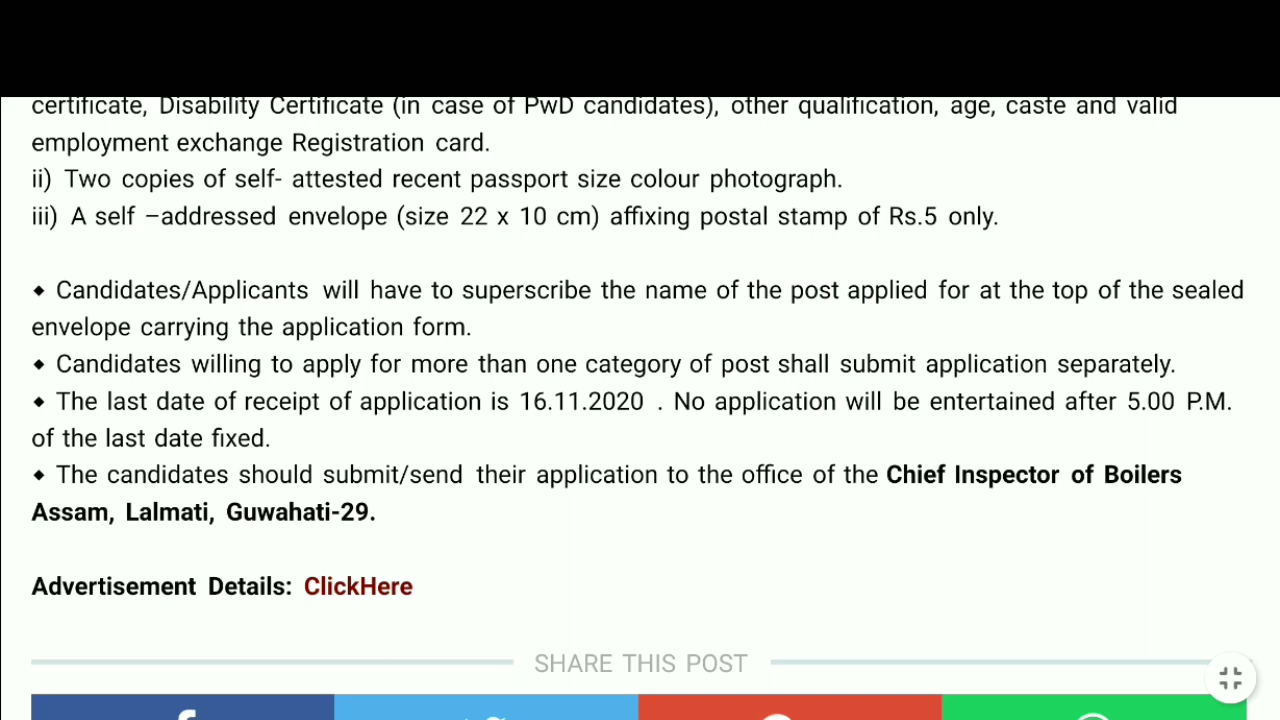 certificate, Disability Certificate (in case of PwD candidates), other qualification, age, caste and valid
employment exchange Registration card.
ii) Two copies of self- attested recent passport size colour photograph.
iii) A self –addressed envelope (size 22 x 10 cm) affixing postal stamp of Rs.5 only.
◆ Candidates/Applicants will have to superscribe the name of the post applied for at the top of the sealed
envelope carrying the application form.
◆ Candidates willing to apply for more than one category of post shall submit application separately.
◆ The last date of receipt of application is 16.11.2020 . No application will be entertained after 5.00 P.M.
of the last date fixed.
◆ The candidates should submit/send their application to the office of the Chief Inspector of Boilers
Assam, Lalmati, Guwahati-29.
Advertisement Details: ClickHere
SHARE THIS POST